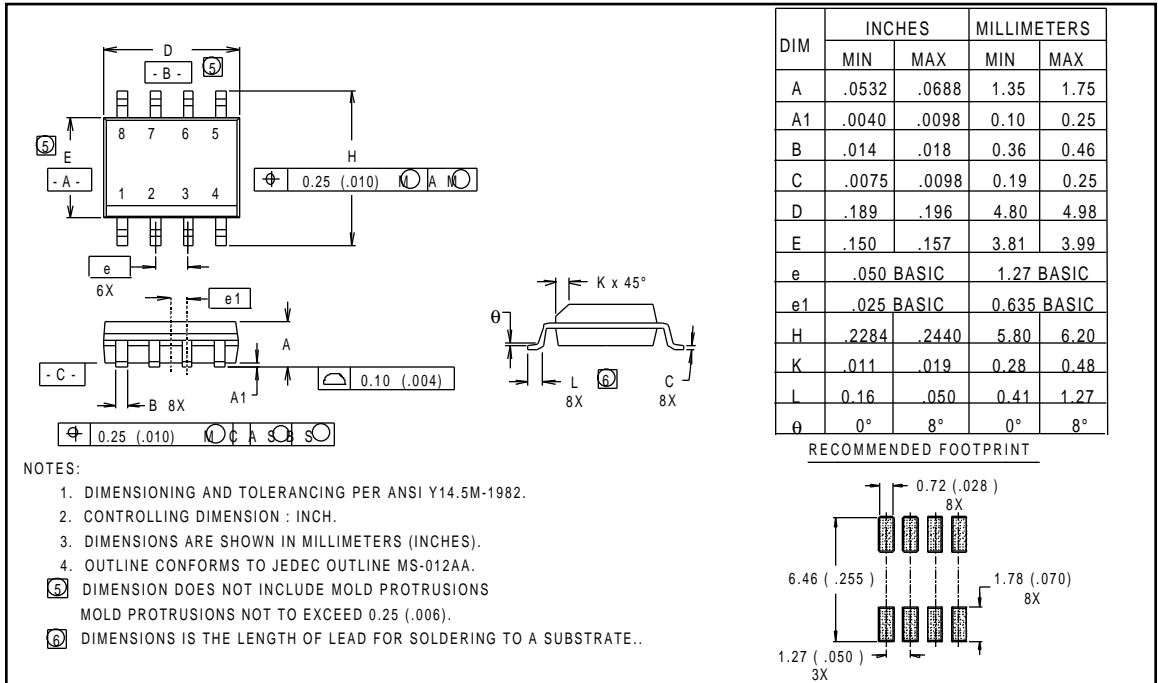 D
- B -
5
8 7 6 5
5
E
- A -
H
⌖ 0.25 (.010) M A M
1 2 3 4
e
6X
e1
A
- C -
A1
B 8X
0.10 (.004)
⌖ 0.25 (.010) M C A S B S
K x 45°
θ
L 6
8X
C
8X
DIM INCHES MILLIMETERS
MIN MAX MIN MAX
A .0532 .0688 1.35 1.75
A1 .0040 .0098 0.10 0.25
B .014 .018 0.36 0.46
C .0075 .0098 0.19 0.25
D .189 .196 4.80 4.98
E .150 .157 3.81 3.99
e .050 BASIC 1.27 BASIC
e1 .025 BASIC 0.635 BASIC
H .2284 .2440 5.80 6.20
K .011 .019 0.28 0.48
L 0.16 .050 0.41 1.27
θ 0° 8° 0° 8°
RECOMMENDED FOOTPRINT
0.72 (.028 )
8X
6.46 ( .255 )
1.78 (.070)
8X
1.27 ( .050 )
3X
NOTES:
1. DIMENSIONING AND TOLERANCING PER ANSI Y14.5M-1982.
2. CONTROLLING DIMENSION : INCH.
3. DIMENSIONS ARE SHOWN IN MILLIMETERS (INCHES).
4. OUTLINE CONFORMS TO JEDEC OUTLINE MS-012AA.
5 DIMENSION DOES NOT INCLUDE MOLD PROTRUSIONS
MOLD PROTRUSIONS NOT TO EXCEED 0.25 (.006).
6 DIMENSIONS IS THE LENGTH OF LEAD FOR SOLDERING TO A SUBSTRATE..